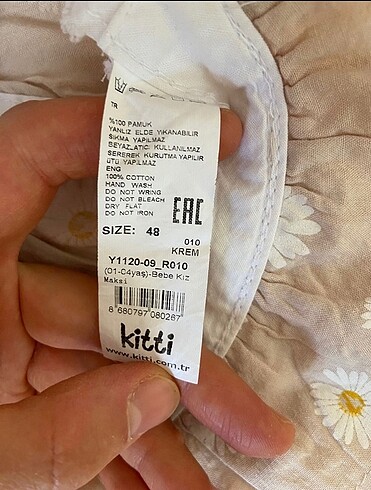 TR
%100 PAMUK
YANLIZ ELDE YIKANABILIR
SIKMA YAPILMAZ
BEYAZLATICI KULLANILMAZ
SEREREK KURUTMA YAPILIR
ÜTÜ YAPILMAZ
ENG
100% COTTON
HAND WASH
DO NOT WRING
DO NOT BLEACH
DRY FLAT
DO NOT IRON
EAC
SIZE: 48
010
KREM
Y1120-09_R010
(01-04yaş)-Bebe Kız
Maksi
8 680797 080267
kitti
www.kitti.com.tr